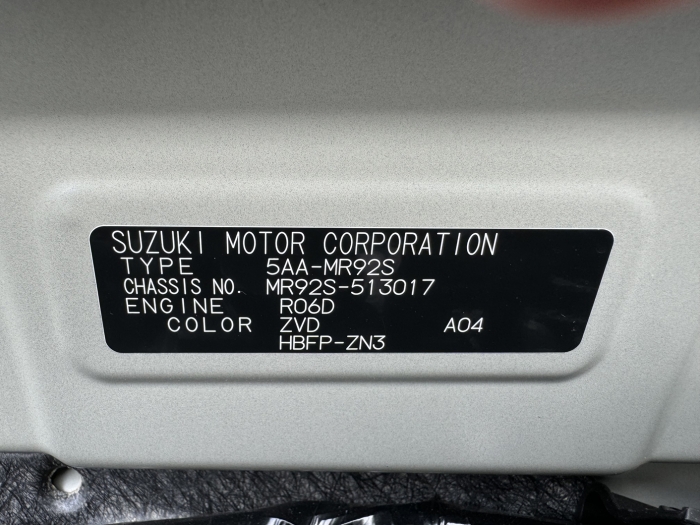 SUZUKI MOTOR CORPORATION
TYPE 5AA-MR92S
CHASSIS NO. MR92S-513017
ENGINE R06D
COLOR ZVD A04
HBFP-ZN3